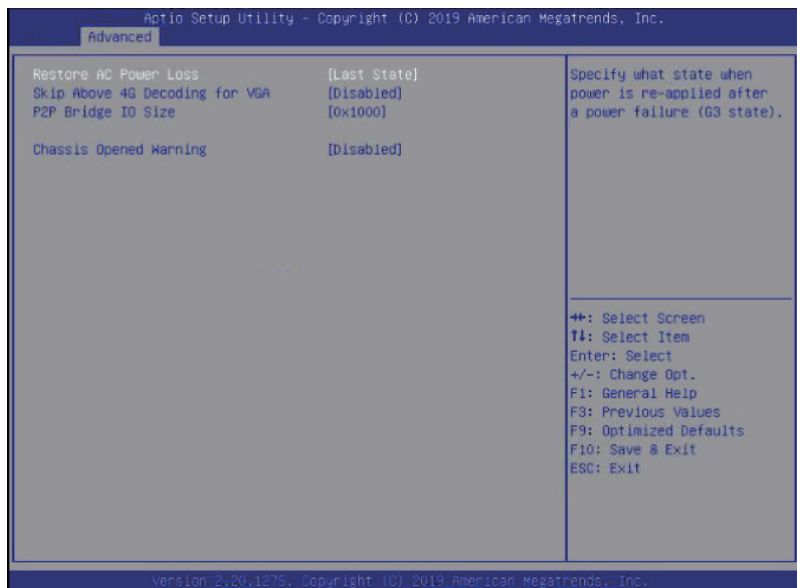 Aptio Setup Utility - Copyright (C) 2019 American Megatrends, Inc.
Advanced
Restore AC Power Loss [Last State]
Skip Above 4G Decoding for VGA [Disabled]
P2P Bridge IO Size [0x1000]
Chassis Opened Warning [Disabled]
Specify what state when
power is re-applied after
a power failure (G3 state).
→←: Select Screen
↑↓: Select Item
Enter: Select
+/-: Change Opt.
F1: General Help
F3: Previous Values
F9: Optimized Defaults
F10: Save & Exit
ESC: Exit
Version 2.20.1275. Copyright (C) 2019 American Megatrends, Inc.